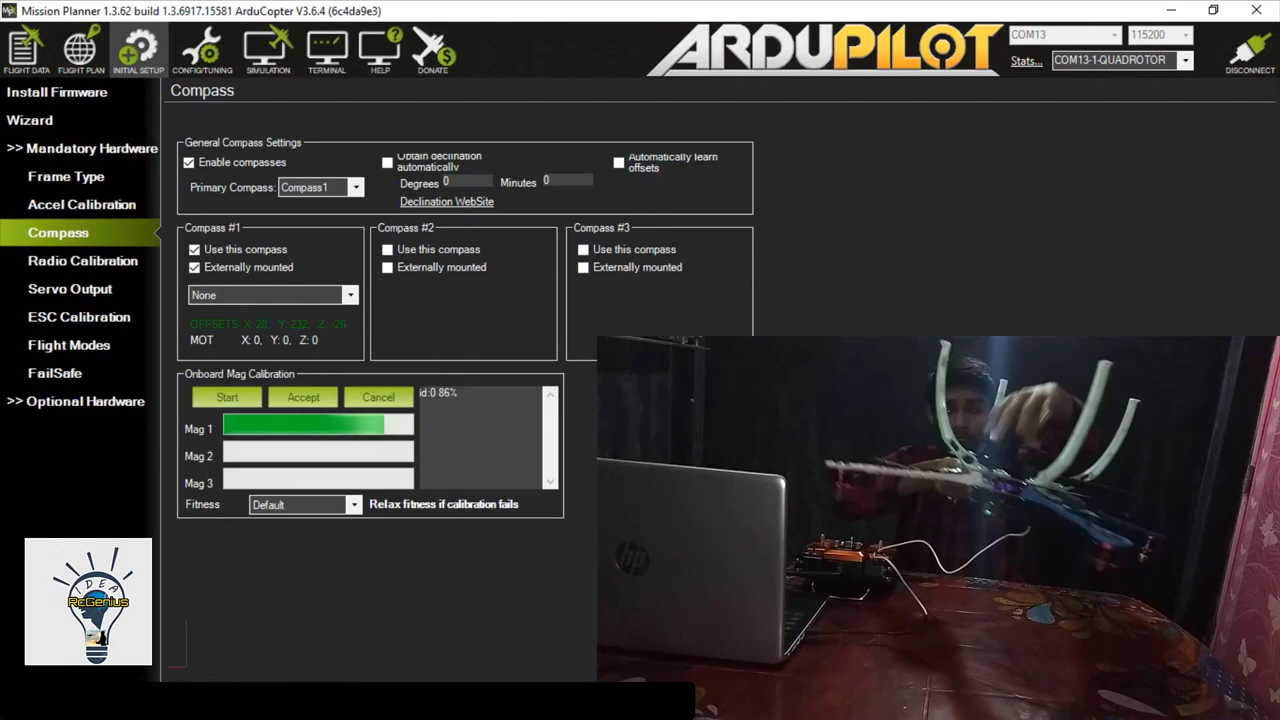 Mission Planner 1.3.62 build 1.3.6917.15581 ArduCopter V3.6.4 (6c4da9e3)
FLIGHT DATA
FLIGHT PLAN
INITIAL SETUP
CONFIG/TUNING
SIMULATION
TERMINAL
HELP
DONATE
ARDUPILOT
COM13
115200
Stats...
COM13-1-QUADROTOR
DISCONNECT
Install Firmware
Wizard
>> Mandatory Hardware
Frame Type
Accel Calibration
Compass
Radio Calibration
Servo Output
ESC Calibration
Flight Modes
FailSafe
>> Optional Hardware
Compass
General Compass Settings
Enable compasses
Obtain declination
automatically
Automatically learn
offsets
Primary Compass: Compass1
Degrees 0 Minutes 0
Declination WebSite
Compass #1
Use this compass
Externally mounted
None
OFFSETS X: 28, Y: 232, Z: -26
MOT X: 0, Y: 0, Z: 0
Compass #2
Use this compass
Externally mounted
Compass #3
Use this compass
Externally mounted
Onboard Mag Calibration
Start Accept Cancel
id:0 86%
Mag 1
Mag 2
Mag 3
Fitness Default Relax fitness if calibration fails
hp
IDEA
RcGenius